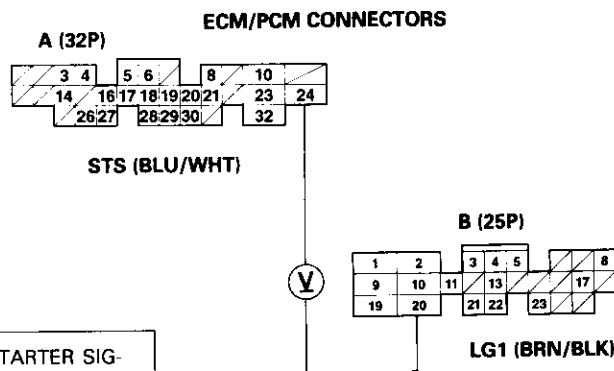 ECM/PCM CONNECTORS
A (32P)
3 4 5 6 8 10
14 16 17 18 19 20 21 23 24
26 27 28 29 30 32
STS (BLU/WHT)
B (25P)
1 2 3 4 5 8
V
9 10 11 13 17
19 20 21 22 23
TARTER SIG-
LG1 (BRN/BLK)